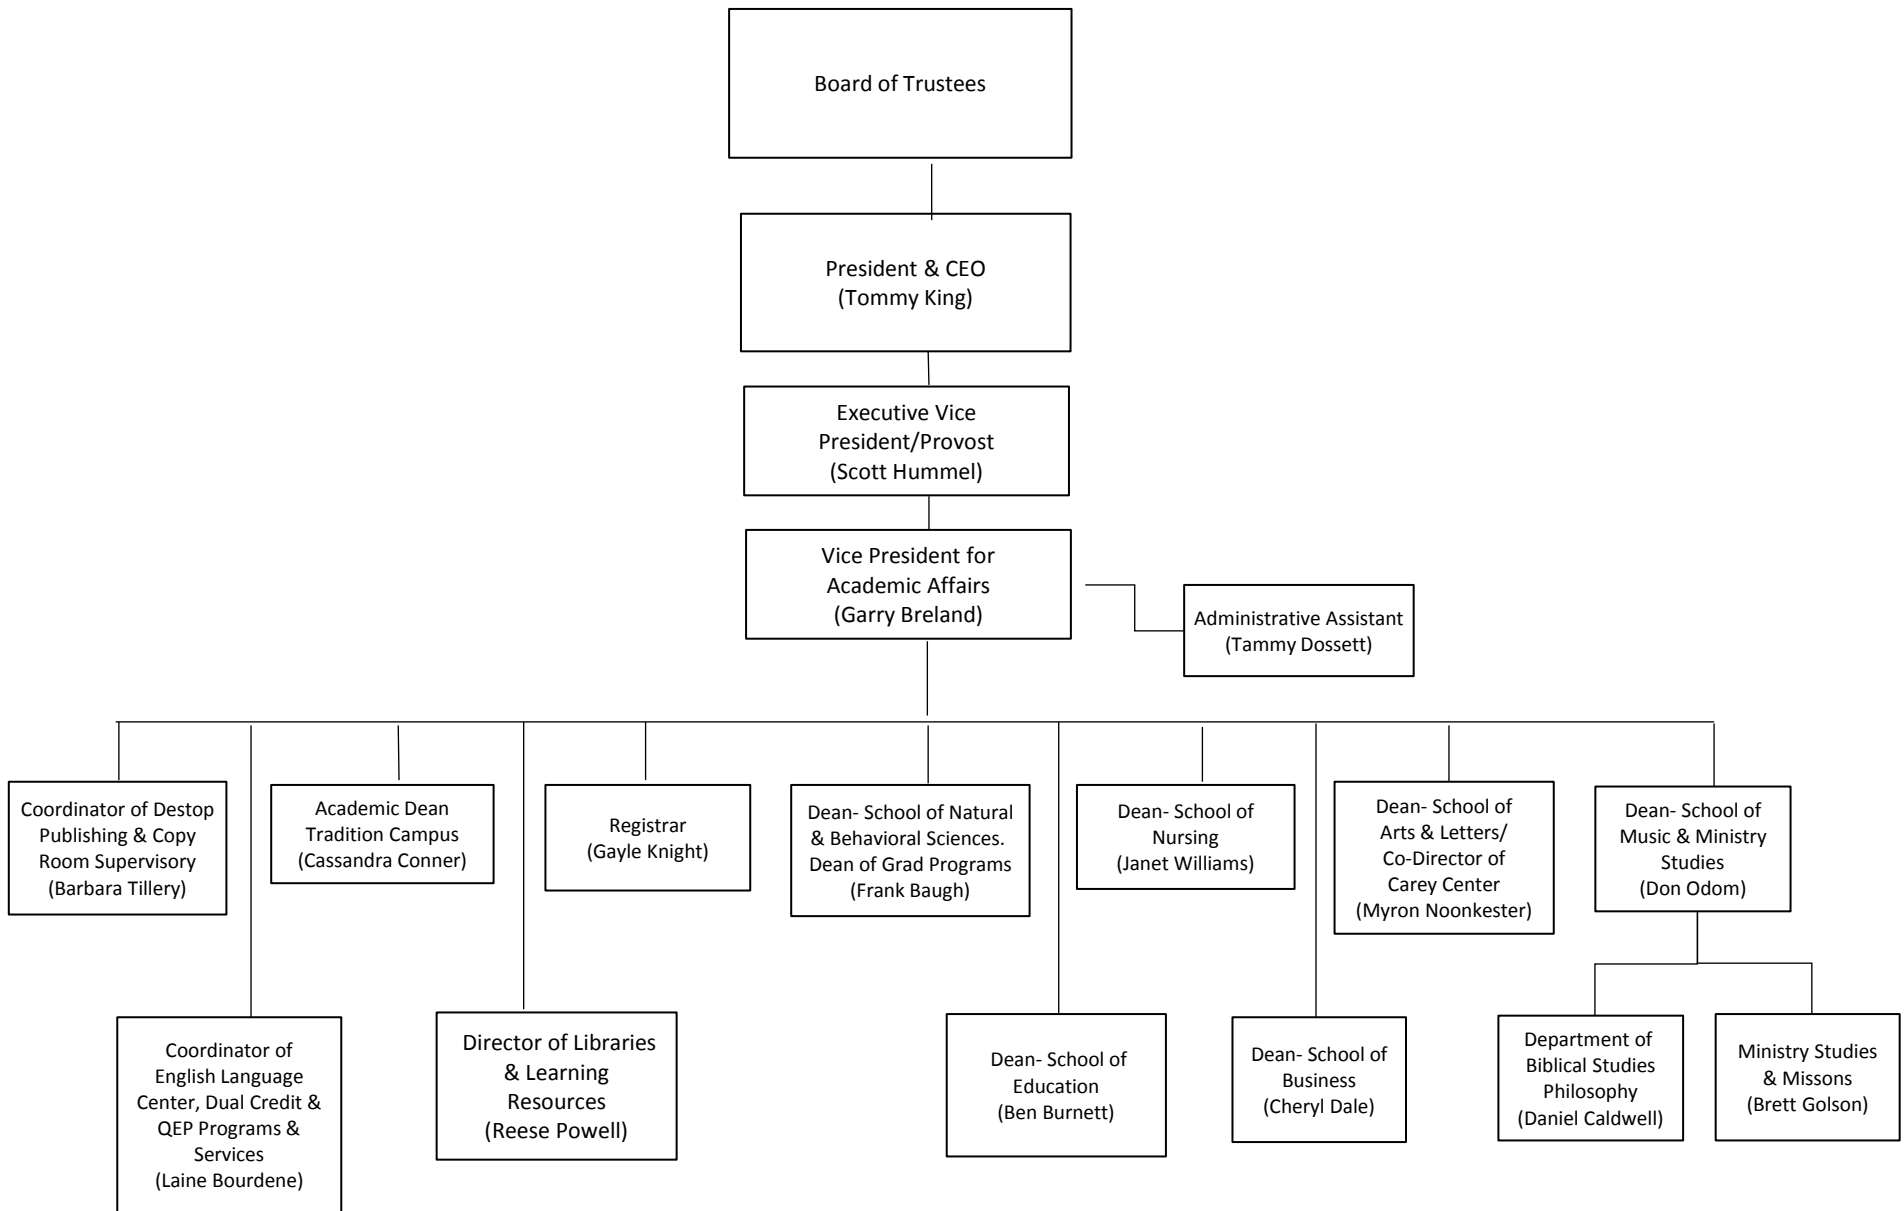 Board of Trustees
President & CEO
(Tommy King)
Executive Vice
President/Provost
(Scott Hummel)
Vice President for
Academic Affairs
(Garry Breland)
Administrative Assistant
(Tammy Dossett)
Coordinator of Destop
Publishing & Copy
Room Supervisory
(Barbara Tillery)
Academic Dean
Tradition Campus
(Cassandra Conner)
Registrar
(Gayle Knight)
Dean- School of Natural
& Behavioral Sciences.
Dean of Grad Programs
(Frank Baugh)
Dean- School of
Nursing
(Janet Williams)
Dean- School of
Arts & Letters/
Co-Director of
Carey Center
(Myron Noonkester)
Dean- School of
Music & Ministry
Studies
(Don Odom)
Coordinator of
English Language
Center, Dual Credit &
QEP Programs &
Services
(Laine Bourdene)
Director of Libraries
& Learning
Resources
(Reese Powell)
Dean- School of
Education
(Ben Burnett)
Dean- School of
Business
(Cheryl Dale)
Department of
Biblical Studies
Philosophy
(Daniel Caldwell)
Ministry Studies
& Missons
(Brett Golson)